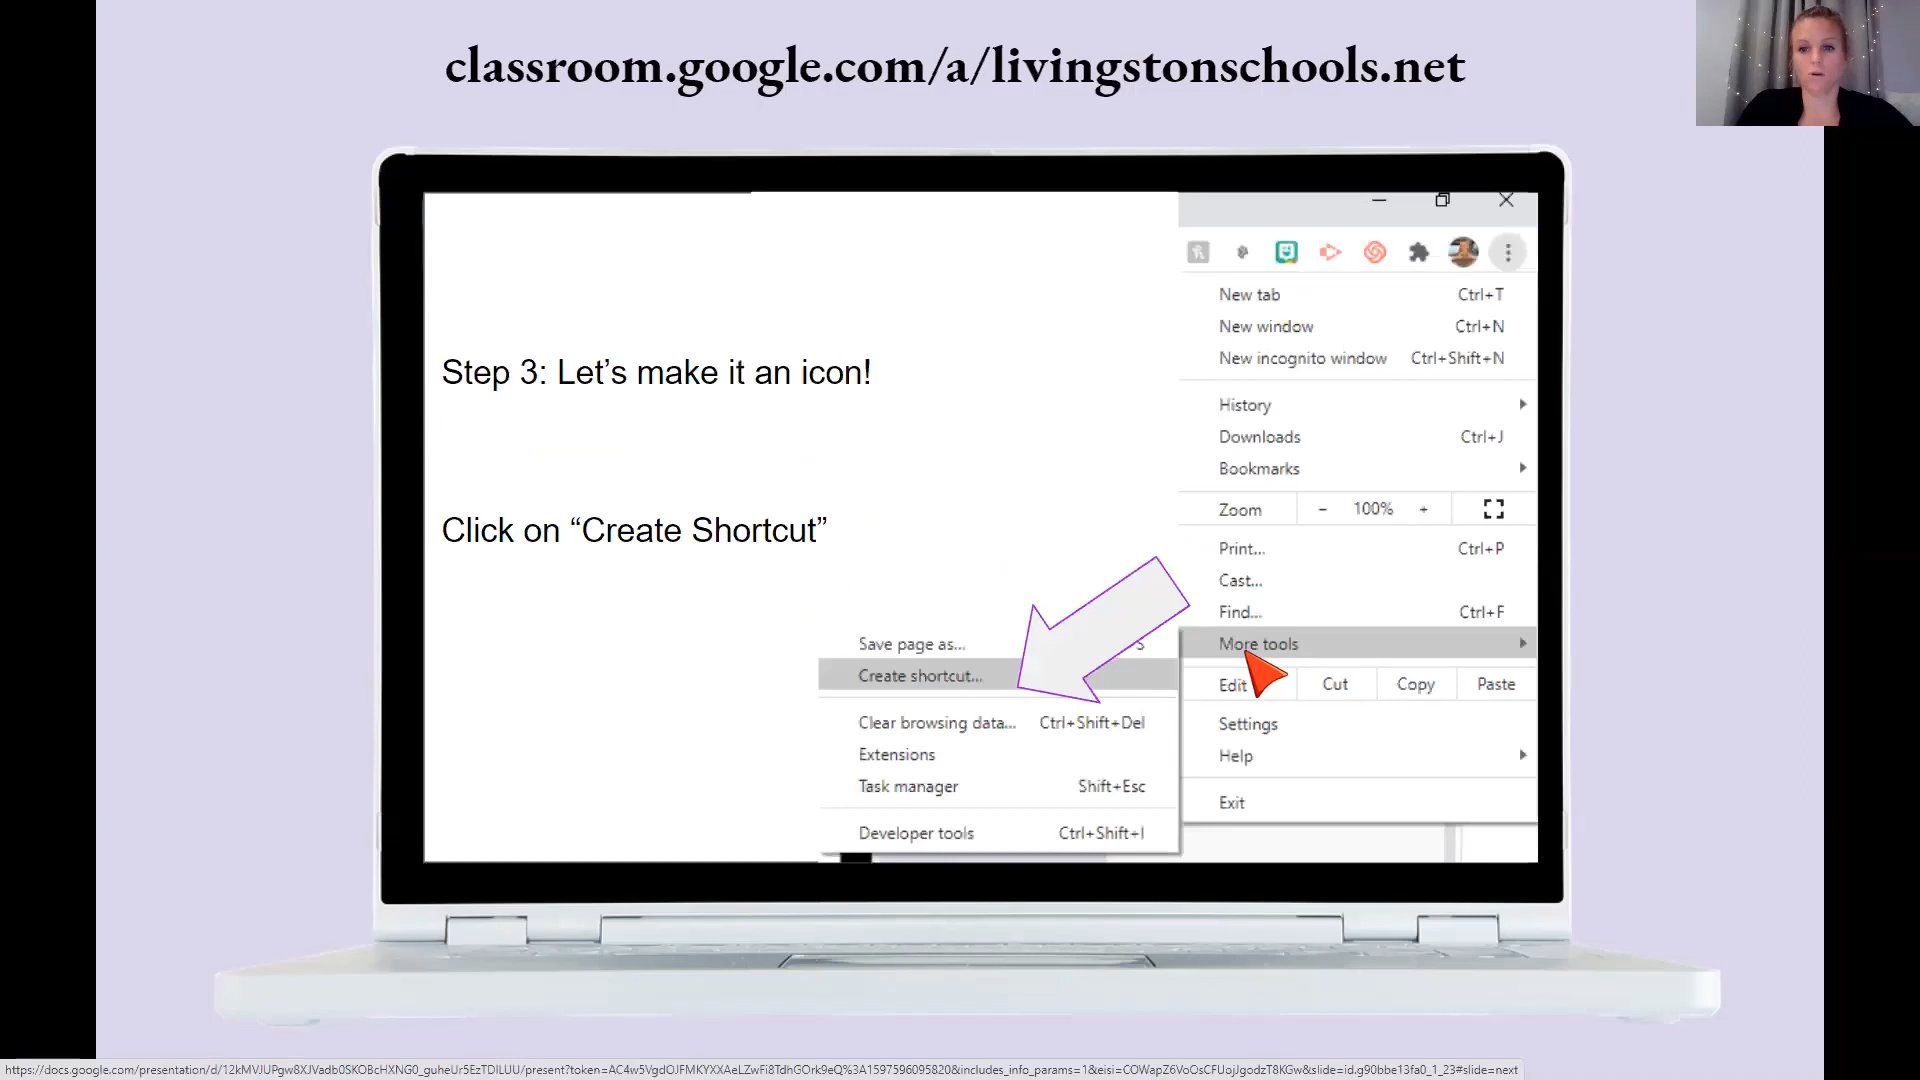 classroom.google.com/a/livingstonschools.net
Step 3: Let’s make it an icon!
Click on “Create Shortcut”
New tab Ctrl+T
New window Ctrl+N
New incognito window Ctrl+Shift+N
History
Downloads Ctrl+J
Bookmarks
Zoom - 100% +
Print... Ctrl+P
Cast...
Find... Ctrl+F
More tools
Edit Cut Copy Paste
Settings
Help
Exit
Save page as... S
Create shortcut...
Clear browsing data... Ctrl+Shift+Del
Extensions
Task manager Shift+Esc
Developer tools Ctrl+Shift+I
https://docs.google.com/presentation/d/12kMVJUPgw8XJVadb0SKOBcHXNG0_guheUr5EzTDILUU/present?token=AC4w5VgdOJFMKYXXAeLZwFi8TdhGOrk9eQ%3A1597596095820&includes_info_params=1&eisi=COWapZ6VoOsCFUojJgodzT8KGw&slide=id.g90bbe13fa0_1_23#slide=next